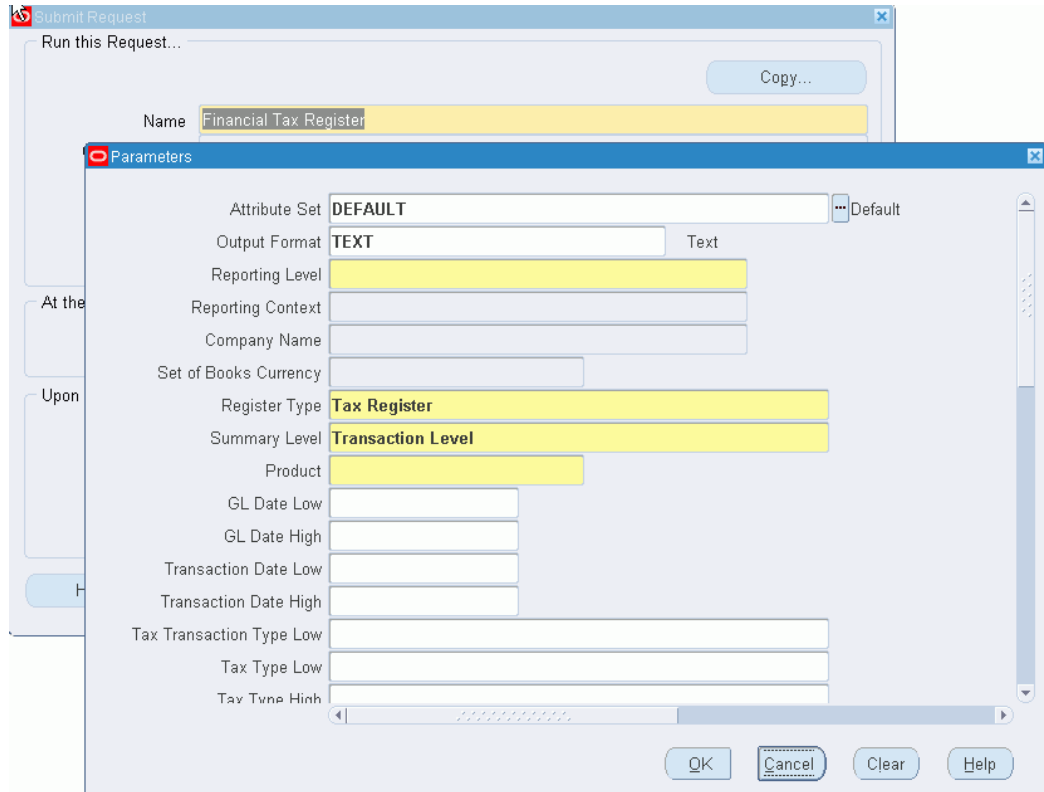 Submit Request
Run this Request...
Copy...
Name Financial Tax Register
Parameters
Attribute Set DEFAULT Default
Output Format TEXT Text
Reporting Level
At the Reporting Context
Company Name
Set of Books Currency
Upon Register Type Tax Register
Summary Level Transaction Level
Product
GL Date Low
GL Date High
Transaction Date Low
H Transaction Date High
Tax Transaction Type Low
Tax Type Low
Tax Type High
OK Cancel Clear Help